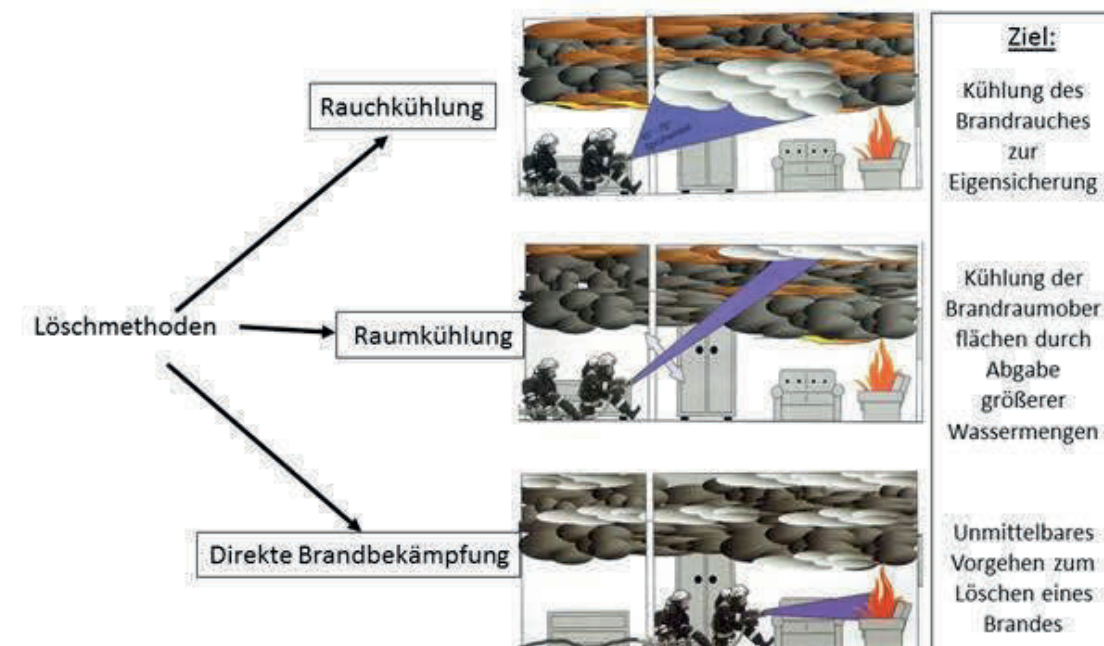 Ziel:
Rauchkühlung
Kühlung des
Brandrauches
zur
Eigensicherung
Löschmethoden
Raumkühlung
Kühlung der
Brandraumober
flächen durch
Abgabe
größerer
Wassermengen
Direkte Brandbekämpfung
Unmittelbares
Vorgehen zum
Löschen eines
Brandes